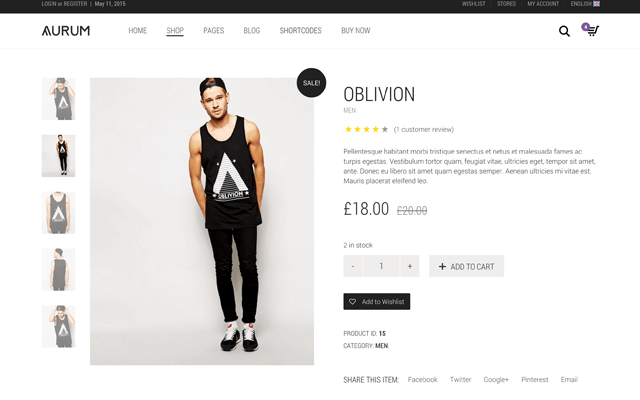 LOGIN or REGISTER | May 11, 2015
WISHLIST | STORES | MY ACCOUNT ENGLISH
AURUM
HOME SHOP PAGES BLOG SHORTCODES BUY NOW
4
SALE!
OBLIVION
OBLIVION
MEN
(1 customer review)
Pellentesque habitant morbi tristique senectus et netus et malesuada fames ac
turpis egestas. Vestibulum tortor quam, feugiat vitae, ultricies eget, tempor sit amet,
ante. Donec eu libero sit amet quam egestas semper. Aenean ultricies mi vitae est.
Mauris placerat eleifend leo.
£18.00 £20.00
2 in stock
- 1 + + ADD TO CART
Add to Wishlist
PRODUCT ID: 15
CATEGORY: MEN.
SHARE THIS ITEM: Facebook Twitter Google+ Pinterest Email